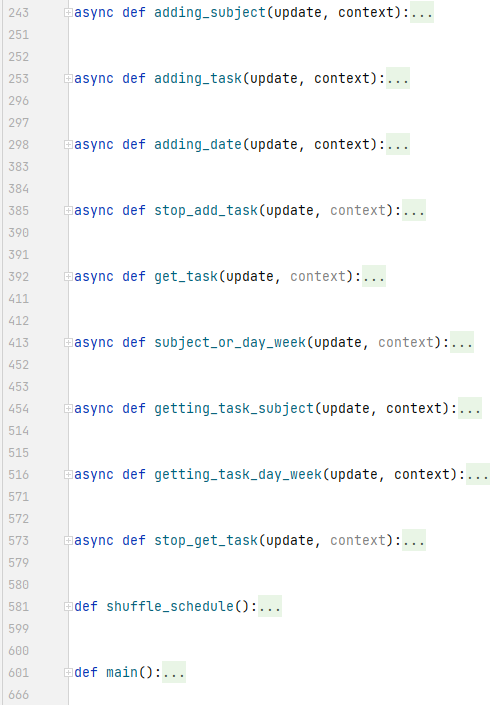 243 async def adding_subject(update, context):...
251
252
253 async def adding_task(update, context):...
296
297
298 async def adding_date(update, context):...
383
384
385 async def stop_add_task(update, context):...
390
391
392 async def get_task(update, context):...
411
412
413 async def subject_or_day_week(update, context):...
452
453
454 async def getting_task_subject(update, context):...
514
515
516 async def getting_task_day_week(update, context):...
571
572
573 async def stop_get_task(update, context):...
579
580
581 def shuffle_schedule():...
599
600
601 def main():...
666